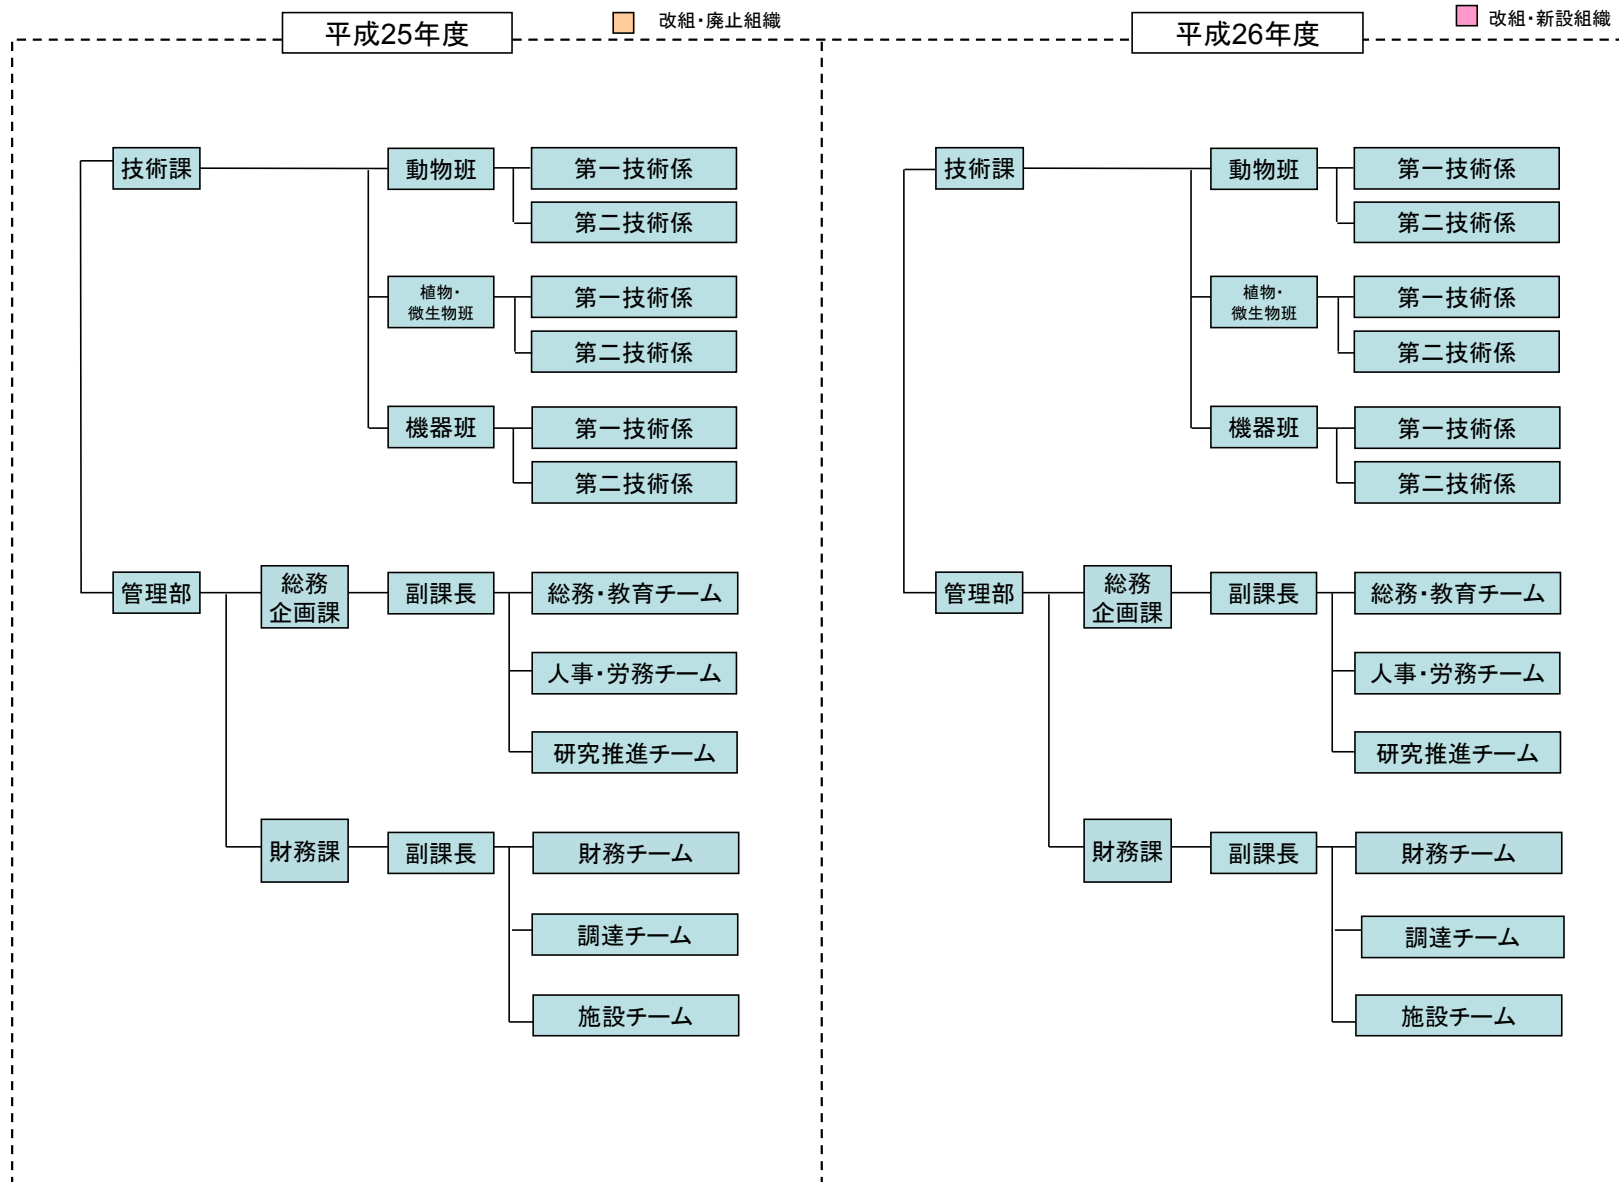 平成25年度
改組・廃止組織
技術課
動物班
第一技術係
第二技術係
植物・
微生物班
第一技術係
第二技術係
機器班
第一技術係
第二技術係
管理部
総務
企画課
副課長
総務・教育チーム
人事・労務チーム
研究推進チーム
財務課
副課長
財務チーム
調達チーム
施設チーム
平成26年度
改組・新設組織
技術課
動物班
第一技術係
第二技術係
植物・
微生物班
第一技術係
第二技術係
機器班
第一技術係
第二技術係
管理部
総務
企画課
副課長
総務・教育チーム
人事・労務チーム
研究推進チーム
財務課
副課長
財務チーム
調達チーム
施設チーム